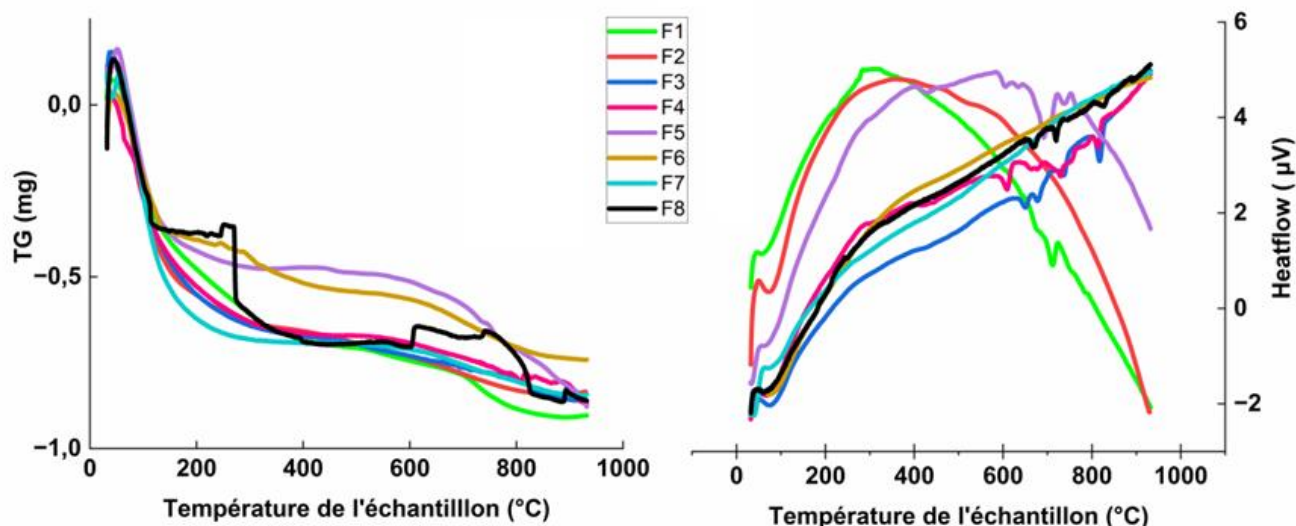 TG (mg)
0,0
−0,5
−1,0
0
200
400
600
800
1000
Température de l'échantilllon (°C)
F1
F2
F3
F4
F5
F6
F7
F8
6
4
2
0
−2
Heatflow ( µV)
0
200
400
600
800
1000
Température de l'échantillon (°C)